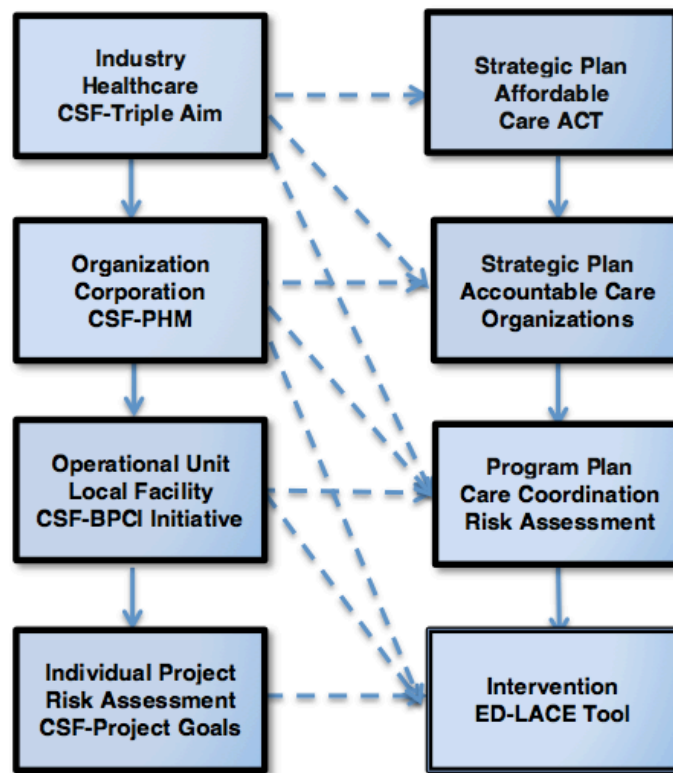 Industry
Healthcare
CSF-Triple Aim
Strategic Plan
Affordable
Care ACT
Organization
Corporation
CSF-PHM
Strategic Plan
Accountable Care
Organizations
Operational Unit
Local Facility
CSF-BPCI Initiative
Program Plan
Care Coordination
Risk Assessment
Individual Project
Risk Assessment
CSF-Project Goals
Intervention
ED-LACE Tool